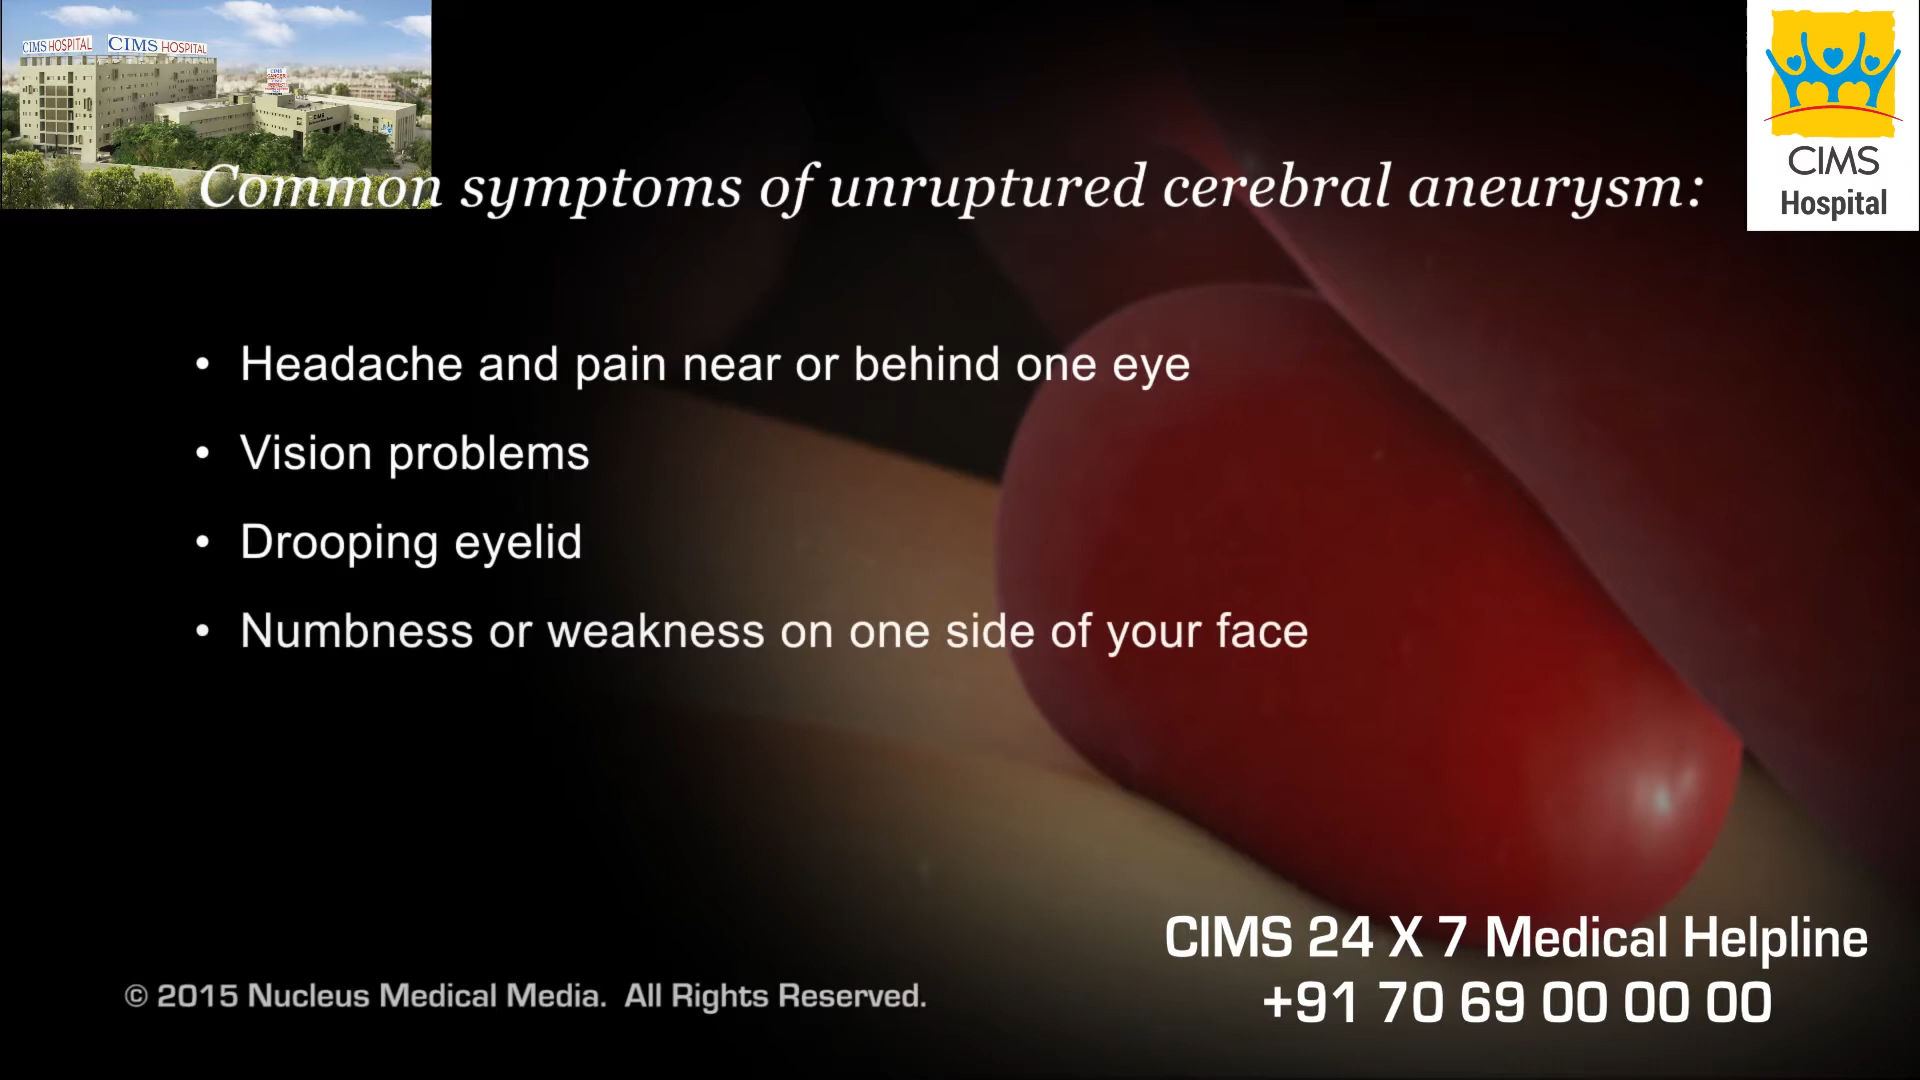 CIMS HOSPITAL CIMS HOSPITAL
CIMS
Hospital
Common symptoms of unruptured cerebral aneurysm:
• Headache and pain near or behind one eye
• Vision problems
• Drooping eyelid
• Numbness or weakness on one side of your face
CIMS 24 X 7 Medical Helpline
+91 70 69 00 00 00
© 2015 Nucleus Medical Media. All Rights Reserved.